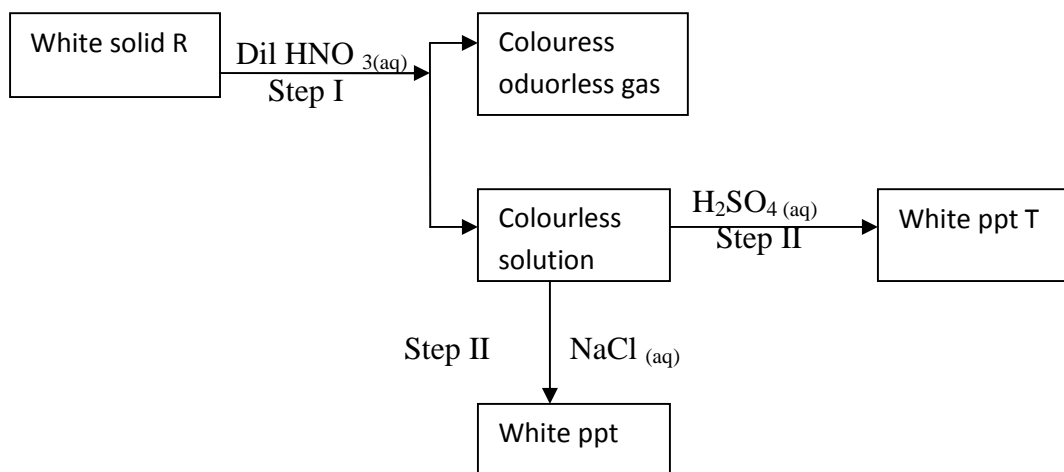 White solid R
Dil HNO 3(aq)
Step I
Colouress
oduorless gas
Colourless
solution
H₂SO₄ (aq)
Step II
White ppt T
Step II
NaCl (aq)
White ppt